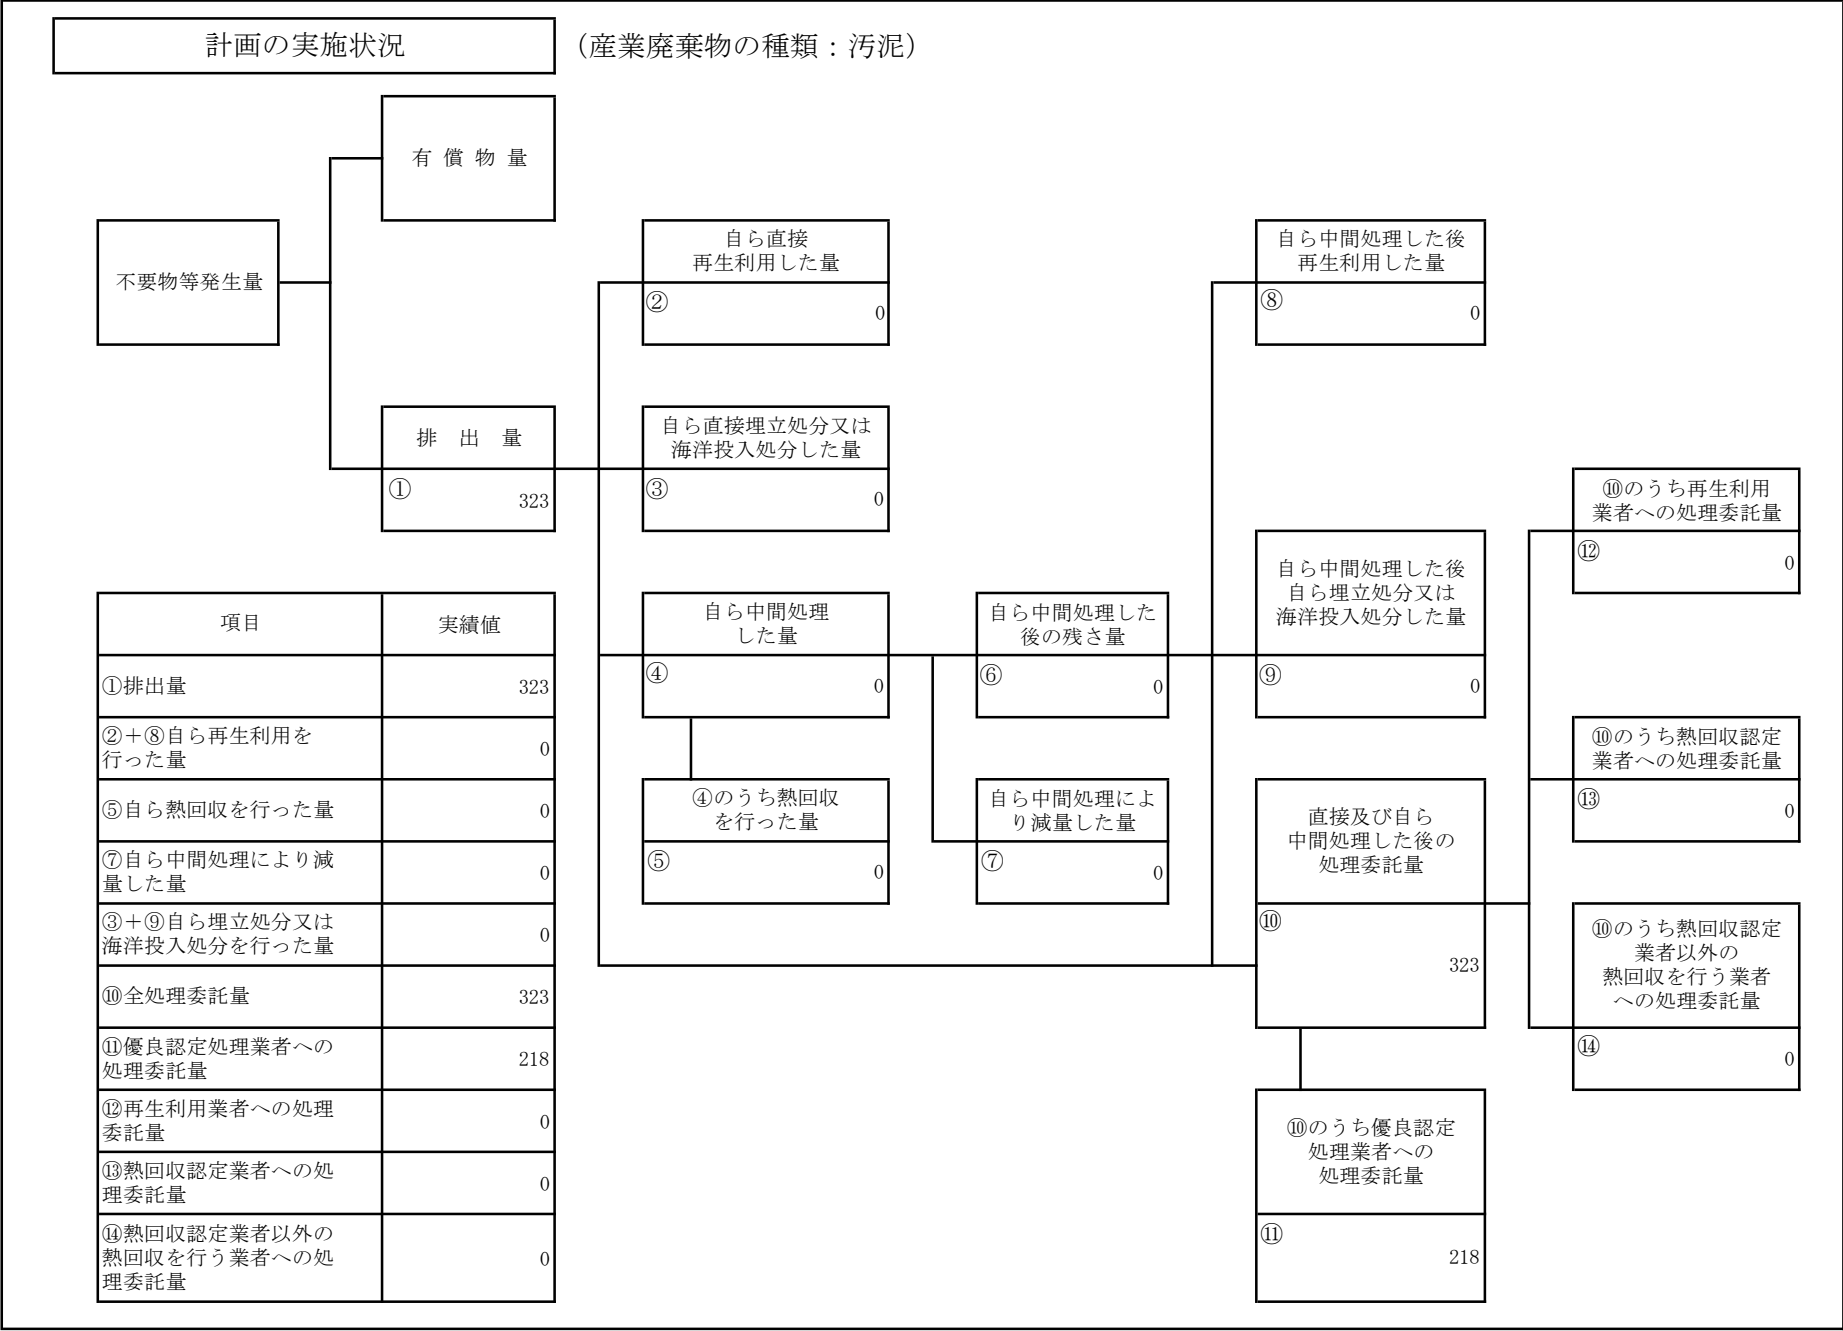 計画の実施状況
（産業廃棄物の種類：汚泥）
有 償 物 量
不要物等発生量
自ら直接
再生利用した量
②
0
自ら中間処理した後
再生利用した量
⑧
0
排 出 量
①
323
自ら直接埋立処分又は
海洋投入処分した量
③
0
⑩のうち再生利用
業者への処理委託量
⑫
0
自ら中間処理した後
自ら埋立処分又は
海洋投入処分した量
⑨
0
自ら中間処理
した量
④
0
自ら中間処理した
後の残さ量
⑥
0
④のうち熱回収
を行った量
⑤
0
自ら中間処理によ
り減量した量
⑦
0
⑩のうち熱回収認定
業者への処理委託量
⑬
0
直接及び自ら
中間処理した後の
処理委託量
⑩
323
⑩のうち熱回収認定
業者以外の
熱回収を行う業者
への処理委託量
⑭
0
⑩のうち優良認定
処理業者への
処理委託量
⑪
218
項目
実績値
①排出量
323
②＋⑧自ら再生利用を
行った量
0
⑤自ら熱回収を行った量
0
⑦自ら中間処理により減
量した量
0
③＋⑨自ら埋立処分又は
海洋投入処分を行った量
0
⑩全処理委託量
323
⑪優良認定処理業者への
処理委託量
218
⑫再生利用業者への処理
委託量
0
⑬熱回収認定業者への処
理委託量
0
⑭熱回収認定業者以外の
熱回収を行う業者への処
理委託量
0